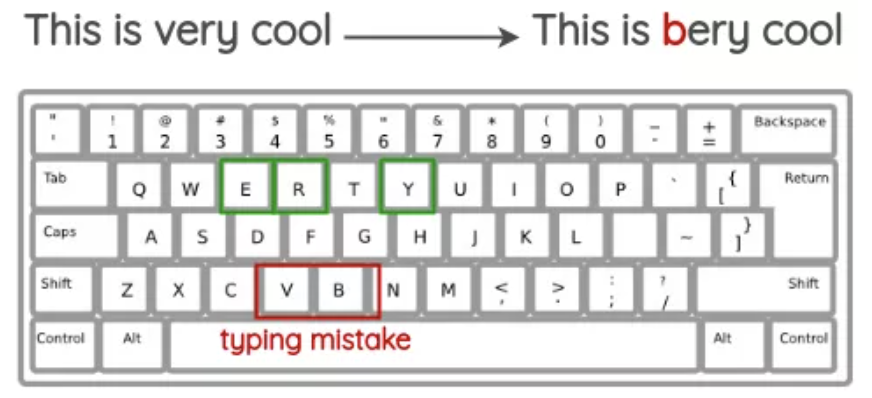 This is very cool This is bery cool
" ! @ # $ % " & * ( ) _ + Backspace
' 1 2 3 4 5 6 7 8 9 0 - =
Tab Q W E R T Y U I O P ` { [ Return
Caps A S D F G H J K L ~ } ]
Shift Z X C V B N M < , > . : ; ? / Shift
Control Alt typing mistake Alt Control